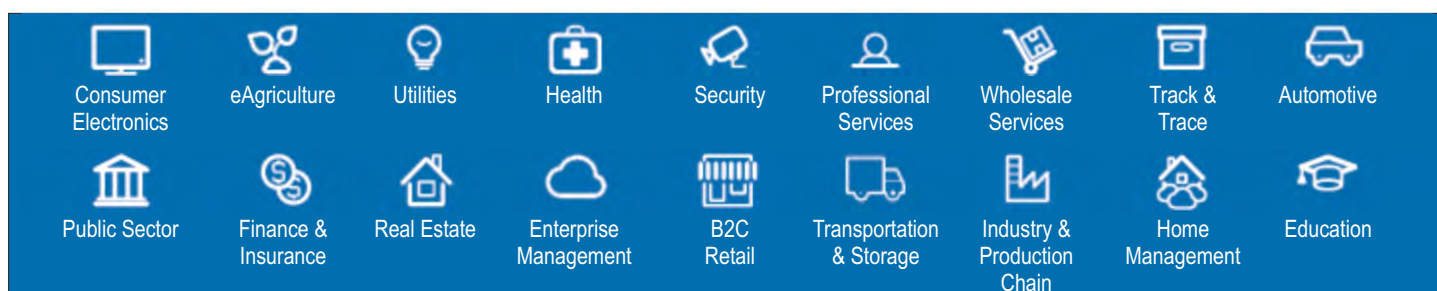 Consumer
Electronics
eAgriculture
Utilities
Health
Security
Professional
Services
Wholesale
Services
Track &
Trace
Automotive
Public Sector
Finance &
Insurance
Real Estate
Enterprise
Management
B2C
Retail
Transportation
& Storage
Industry &
Production
Chain
Home
Management
Education